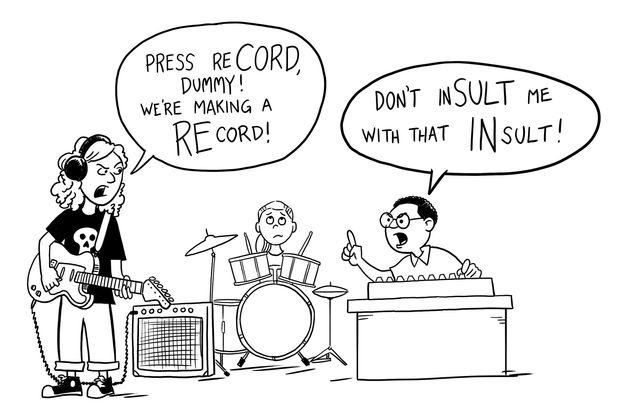 PRESS RECORD,
DUMMY!
WE'RE MAKING A
RECORD!
DON'T INSULT ME
WITH THAT INSULT!